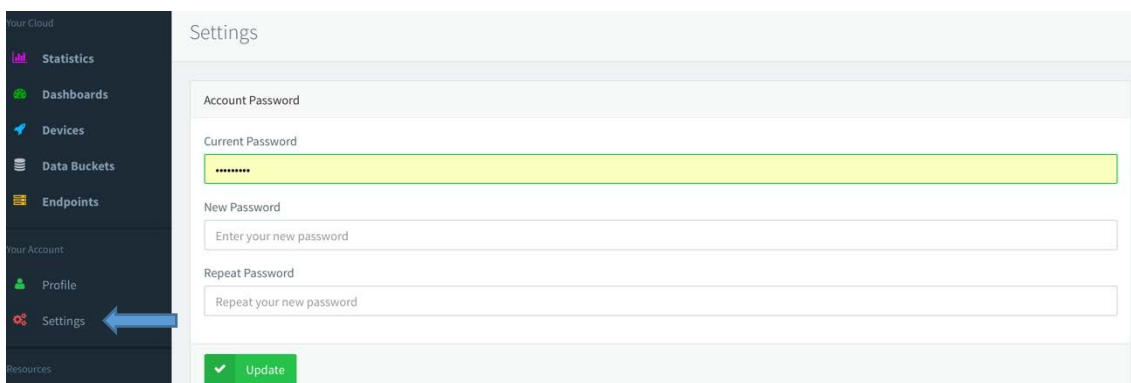 Your Cloud
Statistics
Dashboards
Devices
Data Buckets
Endpoints
Your Account
Profile
Settings
Resources
Settings
Account Password
Current Password
•••••••••
New Password
Enter your new password
Repeat Password
Repeat your new password
Update